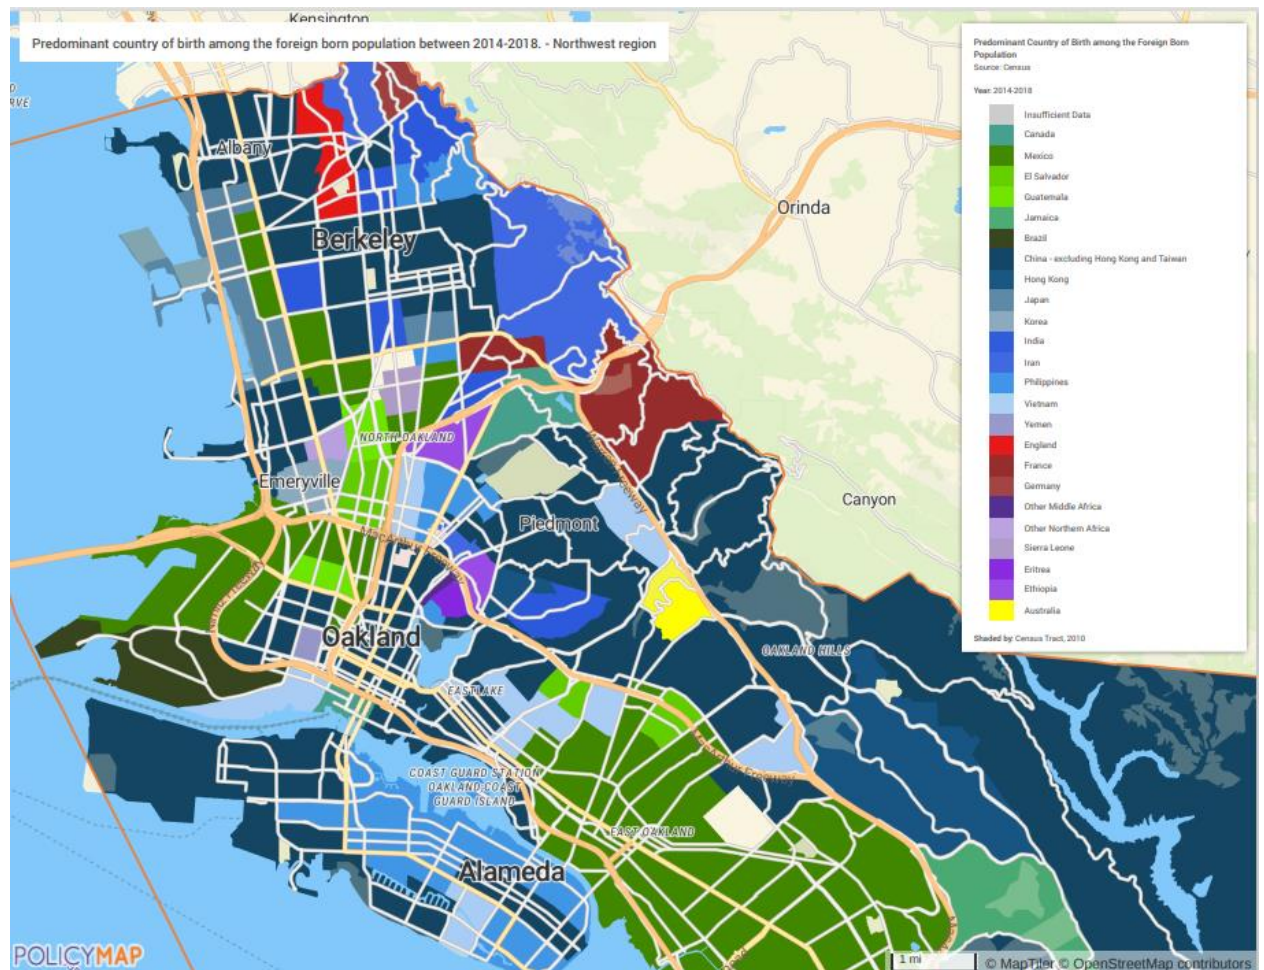 Kensington
Predominant country of birth among the foreign born population between 2014-2018. - Northwest region
Predominant Country of Birth among the Foreign Born
Population
Source: Census
Year: 2014-2018
Insufficient Data
Canada
Mexico
El Salvador
Guatemala
Jamaica
Brazil
China - excluding Hong Kong and Taiwan
Hong Kong
Japan
Korea
India
Iran
Philippines
Vietnam
Yemen
England
France
Germany
Other Middle Africa
Other Northern Africa
Sierra Leone
Eritrea
Ethiopia
Australia
Shaded by: Census Tract, 2010
Albany
Orinda
Berkeley
NORTH OAKLAND
Emeryville
Canyon
Piedmont
MacArthur Freeway
Oakland
OAKLAND HILLS
EASTLAKE
MacArthur Freeway
COAST GUARD STATION
OAKLAND/COAST
GUARD ISLAND
EAST OAKLAND
Alameda
POLICYMAP
1 mi
© MapTiler © OpenStreetMap contributors